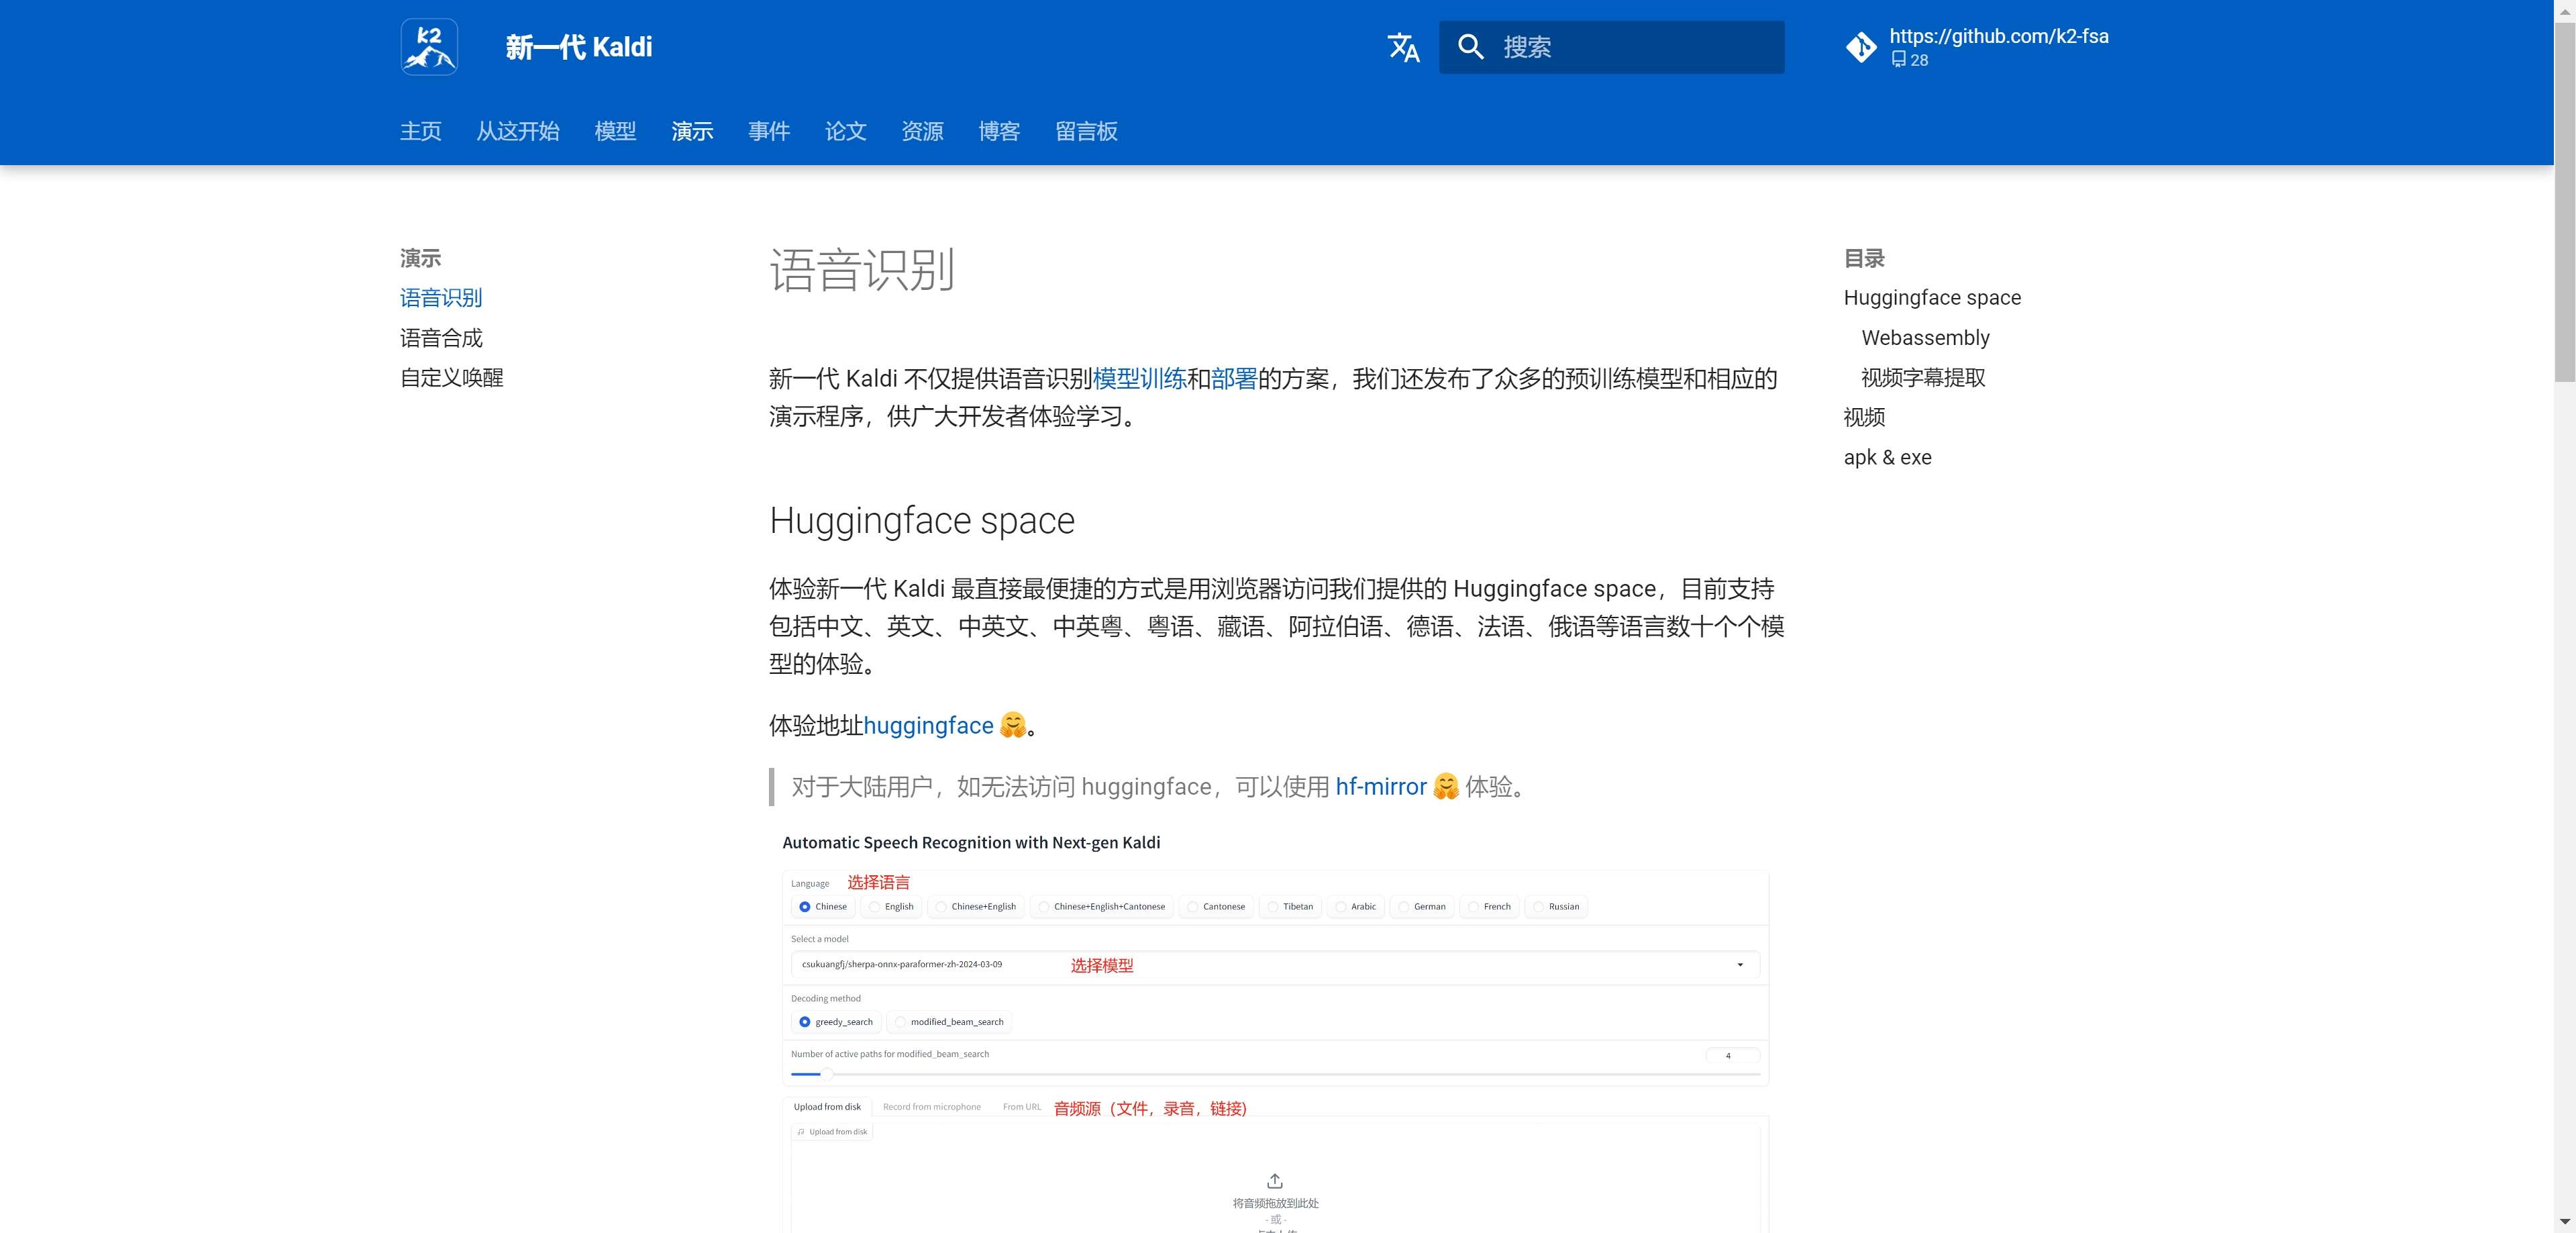 k2
新一代 Kaldi
搜索
https://github.com/k2-fsa
28
主页 从这开始 模型 演示 事件 论文 资源 博客 留言板
演示
语音识别
语音合成
自定义唤醒
语音识别
新一代 Kaldi 不仅提供语音识别模型训练和部署的方案，我们还发布了众多的预训练模型和相应的
演示程序，供广大开发者体验学习。
Huggingface space
体验新一代 Kaldi 最直接最便捷的方式是用浏览器访问我们提供的 Huggingface space，目前支持
包括中文、英文、中英文、中英粤、粤语、藏语、阿拉伯语、德语、法语、俄语等语言数十个个模
型的体验。
体验地址huggingface 🤗。
对于大陆用户，如无法访问 huggingface，可以使用 hf-mirror 🤗 体验。
Automatic Speech Recognition with Next-gen Kaldi
Language 选择语言
Chinese English Chinese+English Chinese+English+Cantonese Cantonese Tibetan Arabic German French Russian
Select a model
csukuangfj/sherpa-onnx-paraformer-zh-2024-03-09 选择模型
Decoding method
greedy_search modified_beam_search
Number of active paths for modified_beam_search 4
Upload from disk Record from microphone From URL 音频源（文件，录音，链接）
Upload from disk
将音频拖放到此处
- 或 -
目录
Huggingface space
Webassembly
视频字幕提取
视频
apk & exe